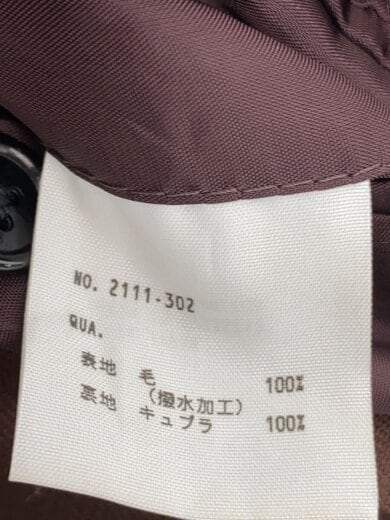 NO. 2111-302
QUA.
表地 毛 100%
(撥水加工)
裏地 キュプラ 100%